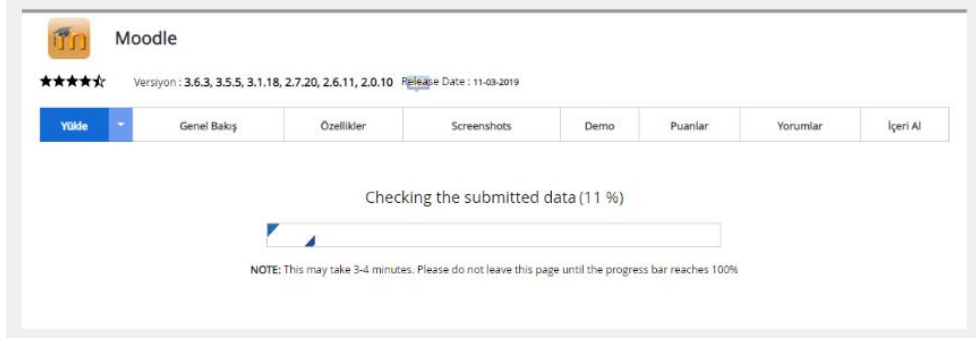 Moodle
Versiyon : 3.6.3, 3.5.5, 3.1.18, 2.7.20, 2.6.11, 2.0.10 Release Date : 11-03-2019
Yükle Genel Bakış Özellikler Screenshots Demo Puanlar Yorumlar İçeri Al
Checking the submitted data (11 %)
NOTE: This may take 3-4 minutes. Please do not leave this page until the progress bar reaches 100%